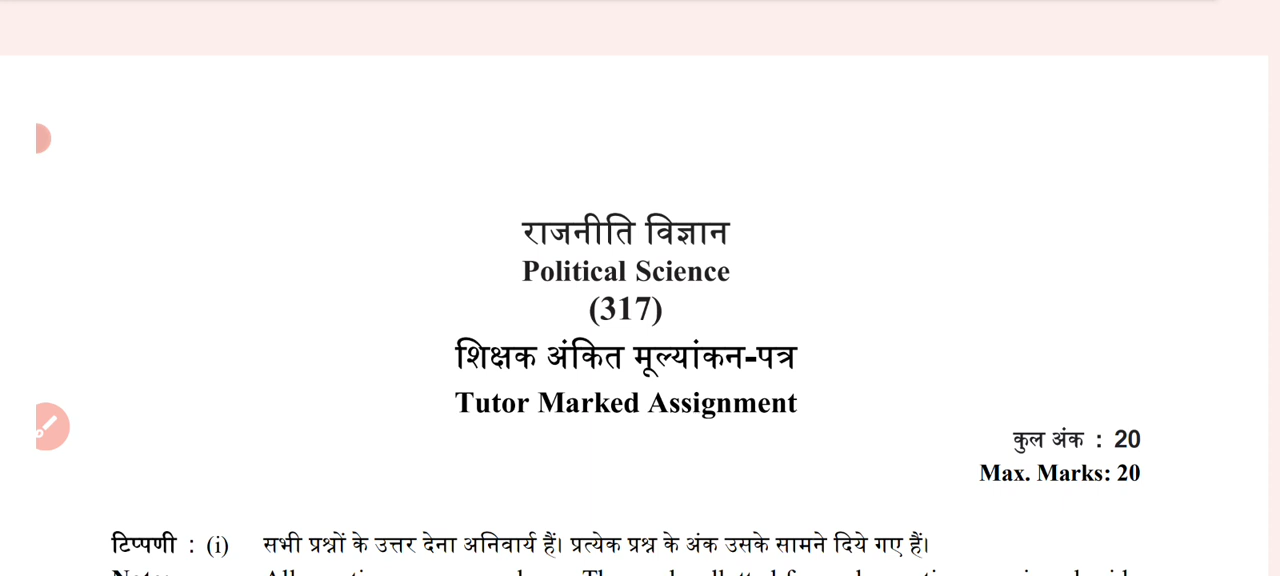 राजनीति विज्ञान
Political Science
(317)
शिक्षक अंकित मूल्यांकन-पत्र
Tutor Marked Assignment
कुल अंक : 20
Max. Marks: 20
टिप्पणी : (i) सभी प्रश्नों के उत्तर देना अनिवार्य हैं। प्रत्येक प्रश्न के अंक उसके सामने दिये गए हैं।